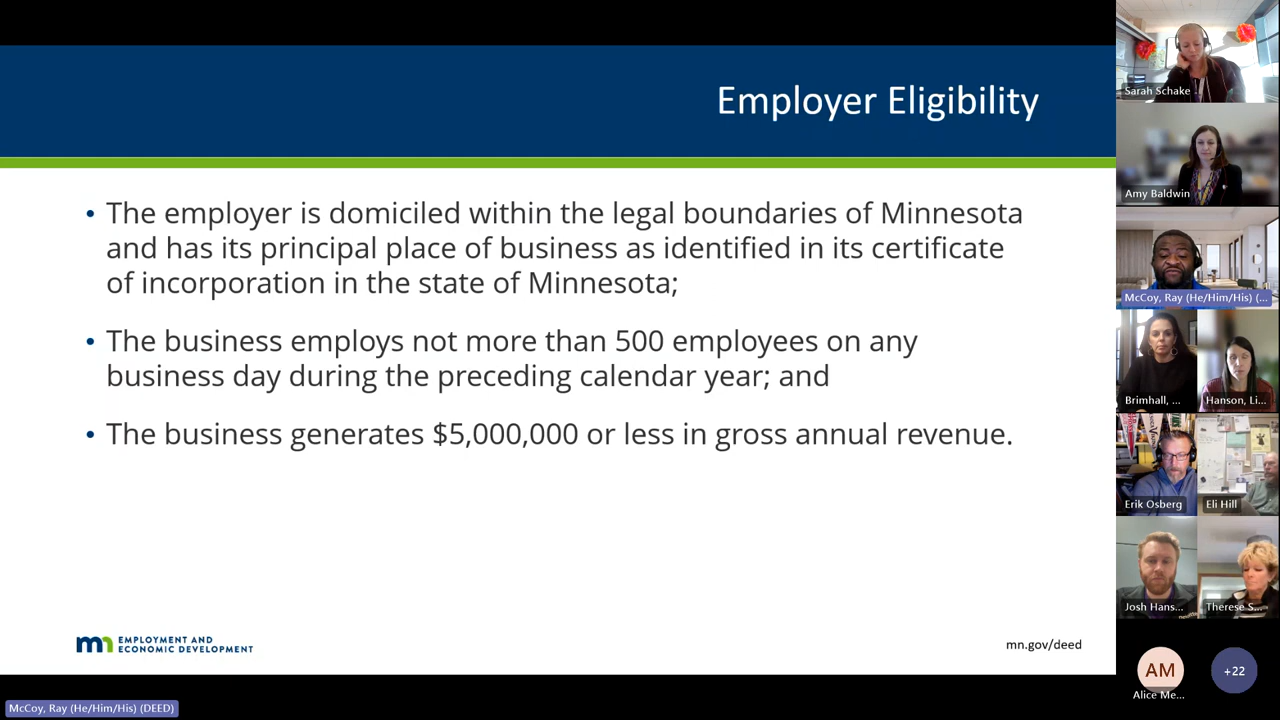 Employer Eligibility
• The employer is domiciled within the legal boundaries of Minnesota
and has its principal place of business as identified in its certificate
of incorporation in the state of Minnesota;
• The business employs not more than 500 employees on any
business day during the preceding calendar year; and
• The business generates $5,000,000 or less in gross annual revenue.
mn EMPLOYMENT AND
ECONOMIC DEVELOPMENT
mn.gov/deed
McCoy, Ray (He/Him/His) (DEED)
Sarah Schake
Amy Baldwin
McCoy, Ray (He/Him/His) (...
Brimhall, ...
Hanson, Li...
Erik Osberg
Eli Hill
Josh Hans...
Therese S...
AM
Alice Me...
+22